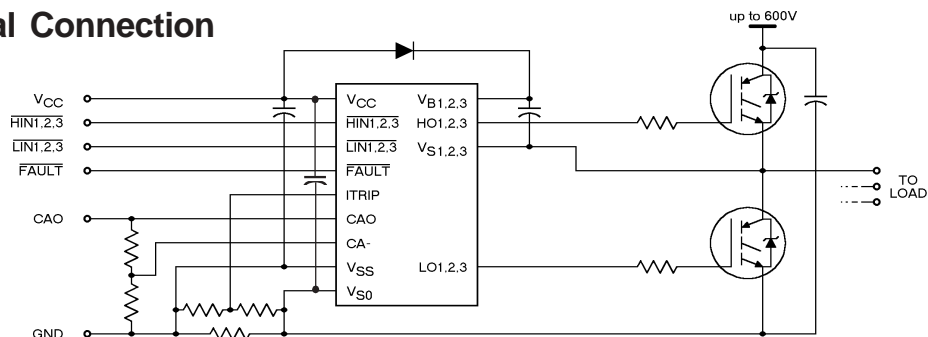 al Connection
up to 600V
VCC
HIN1,2,3
LIN1,2,3
FAULT
CAO
GND
VCC
HIN1,2,3
LIN1,2,3
FAULT
ITRIP
CAO
CA-
VSS
VS0
VB1,2,3
HO1,2,3
VS1,2,3
LO1,2,3
TO
LOAD